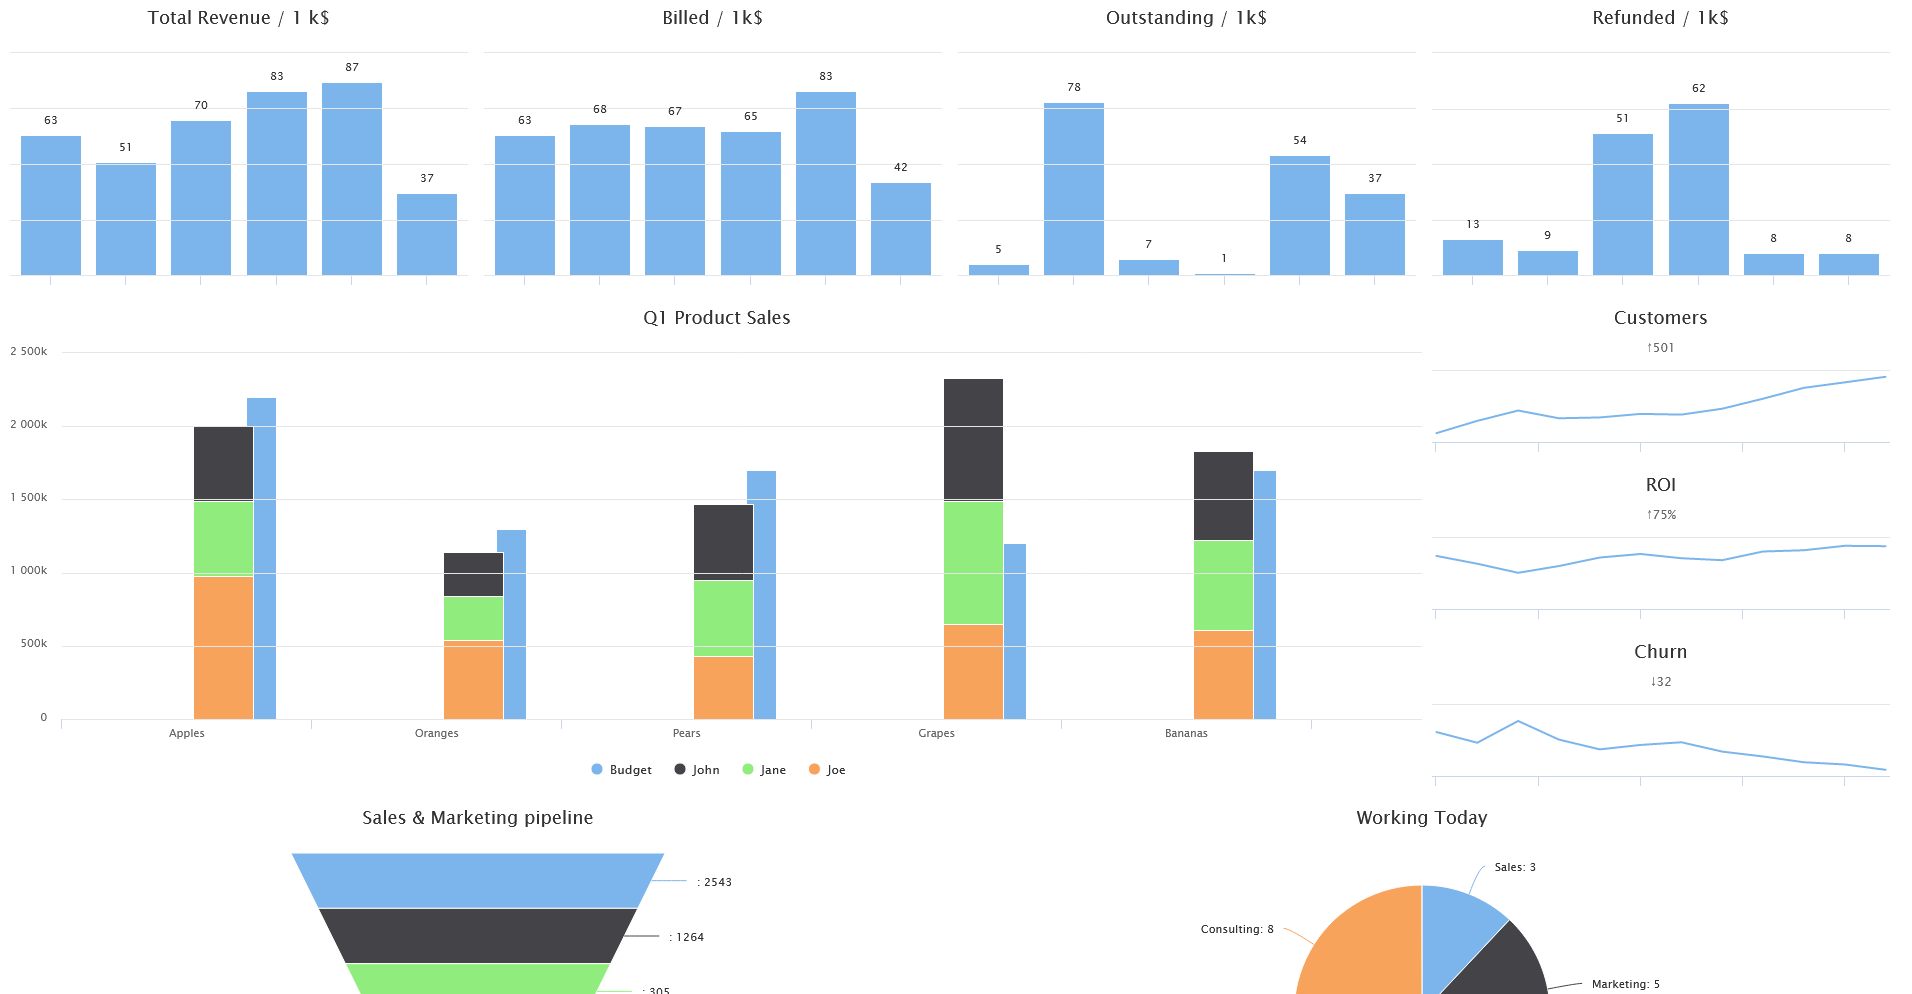 Total Revenue / 1 k$
63
51
70
83
87
37
Billed / 1k$
63
68
67
65
83
42
Outstanding / 1k$
5
78
7
1
54
37
Refunded / 1k$
13
9
51
62
8
8
Q1 Product Sales
2 500k
2 000k
1 500k
1 000k
500k
0
Apples
Oranges
Pears
Grapes
Bananas
Budget John Jane Joe
Customers
↑501
ROI
↑75%
Churn
↓32
Sales & Marketing pipeline
: 2543
: 1264
: 305
Working Today
Sales: 3
Consulting: 8
Marketing: 5